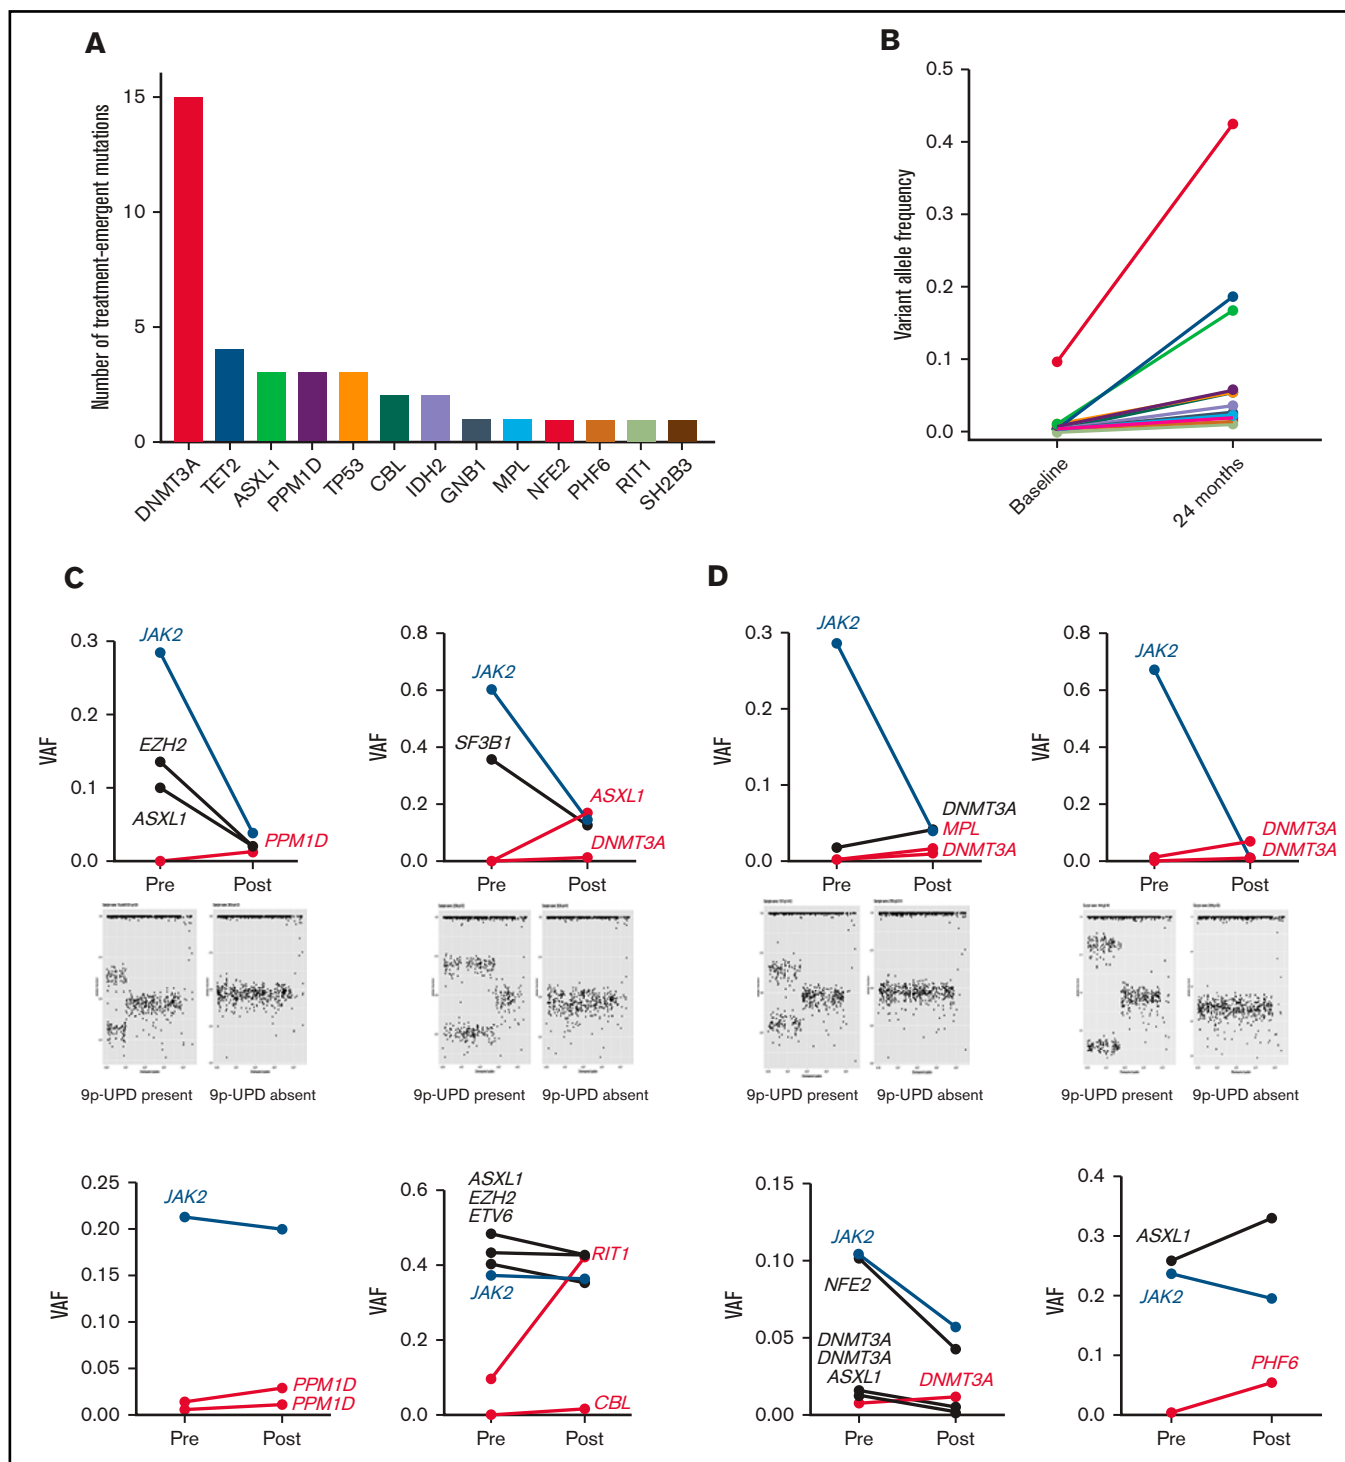 A
Number of treatment-emergent mutations
15
10
5
0
DNMT3A
TET2
ASXL1
PPM1D
TP53
CBL
IDH2
GNB1
MPL
NFE2
PHF6
RIT1
SH2B3
B
Variant allele frequency
0.5
0.4
0.3
0.2
0.1
0.0
Baseline
24 months
C
VAF
0.3
0.2
0.1
0.0
JAK2
EZH2
ASXL1
PPM1D
Pre
Post
VAF
0.8
0.6
0.4
0.2
0.0
JAK2
SF3B1
ASXL1
DNMT3A
Pre
Post
9p-UPD present
9p-UPD absent
9p-UPD present
9p-UPD absent
VAF
0.25
0.20
0.15
0.10
0.05
0.00
JAK2
PPM1D
PPM1D
Pre
Post
VAF
0.6
0.4
0.2
0.0
ASXL1
EZH2
ETV6
JAK2
RIT1
CBL
Pre
Post
D
VAF
0.3
0.2
0.1
0.0
JAK2
DNMT3A
MPL
DNMT3A
Pre
Post
VAF
0.8
0.6
0.4
0.2
0.0
JAK2
DNMT3A
DNMT3A
Pre
Post
9p-UPD present
9p-UPD absent
9p-UPD present
9p-UPD absent
VAF
0.15
0.10
0.05
0.00
JAK2
NFE2
DNMT3A
DNMT3A
ASXL1
DNMT3A
Pre
Post
VAF
0.4
0.3
0.2
0.1
0.0
ASXL1
JAK2
PHF6
Pre
Post